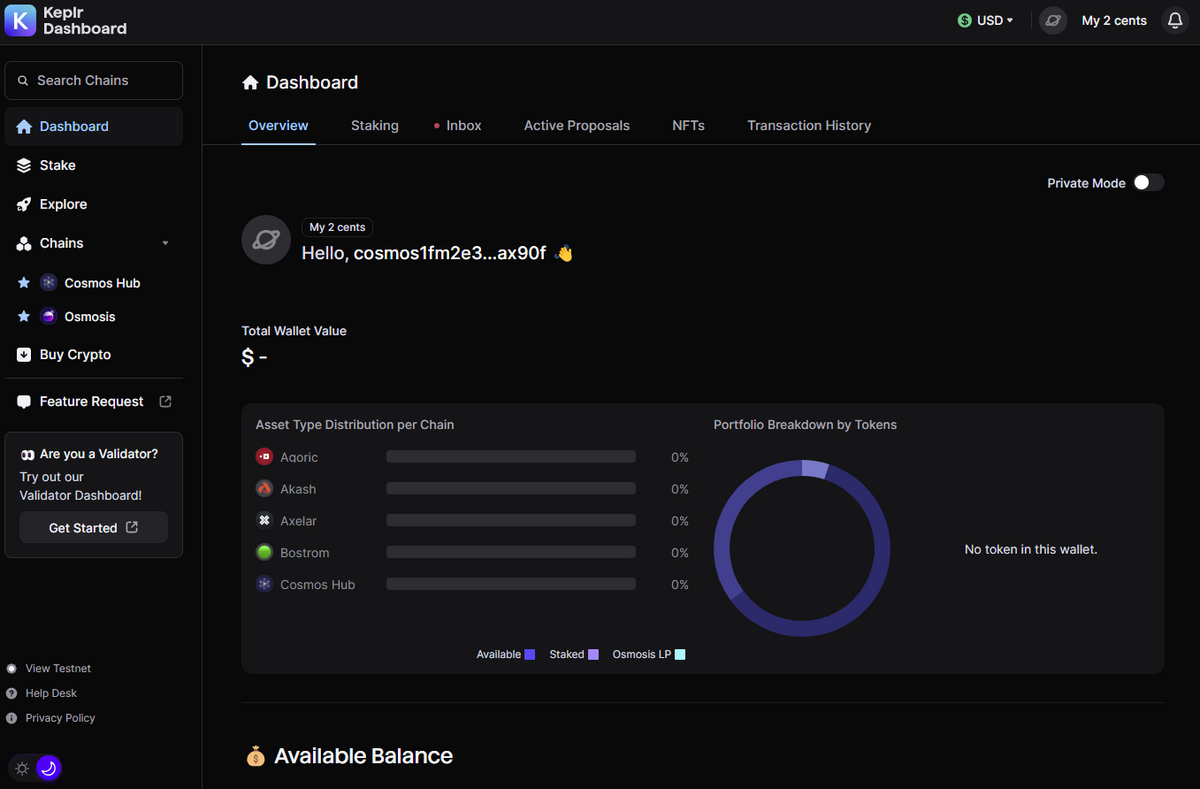 K
Keplr
Dashboard
$ USD
My 2 cents
Search Chains
Dashboard
Stake
Explore
Chains
Cosmos Hub
Osmosis
Buy Crypto
Feature Request
Are you a Validator?
Try out our
Validator Dashboard!
Get Started
View Testnet
Help Desk
Privacy Policy
Dashboard
Overview
Staking
Inbox
Active Proposals
NFTs
Transaction History
Private Mode
My 2 cents
Hello, cosmos1fm2e3...ax90f 👋
Total Wallet Value
$ -
Asset Type Distribution per Chain
Agoric 0%
Akash 0%
Axelar 0%
Bostrom 0%
Cosmos Hub 0%
Available Staked Osmosis LP
Portfolio Breakdown by Tokens
No token in this wallet.
Available Balance